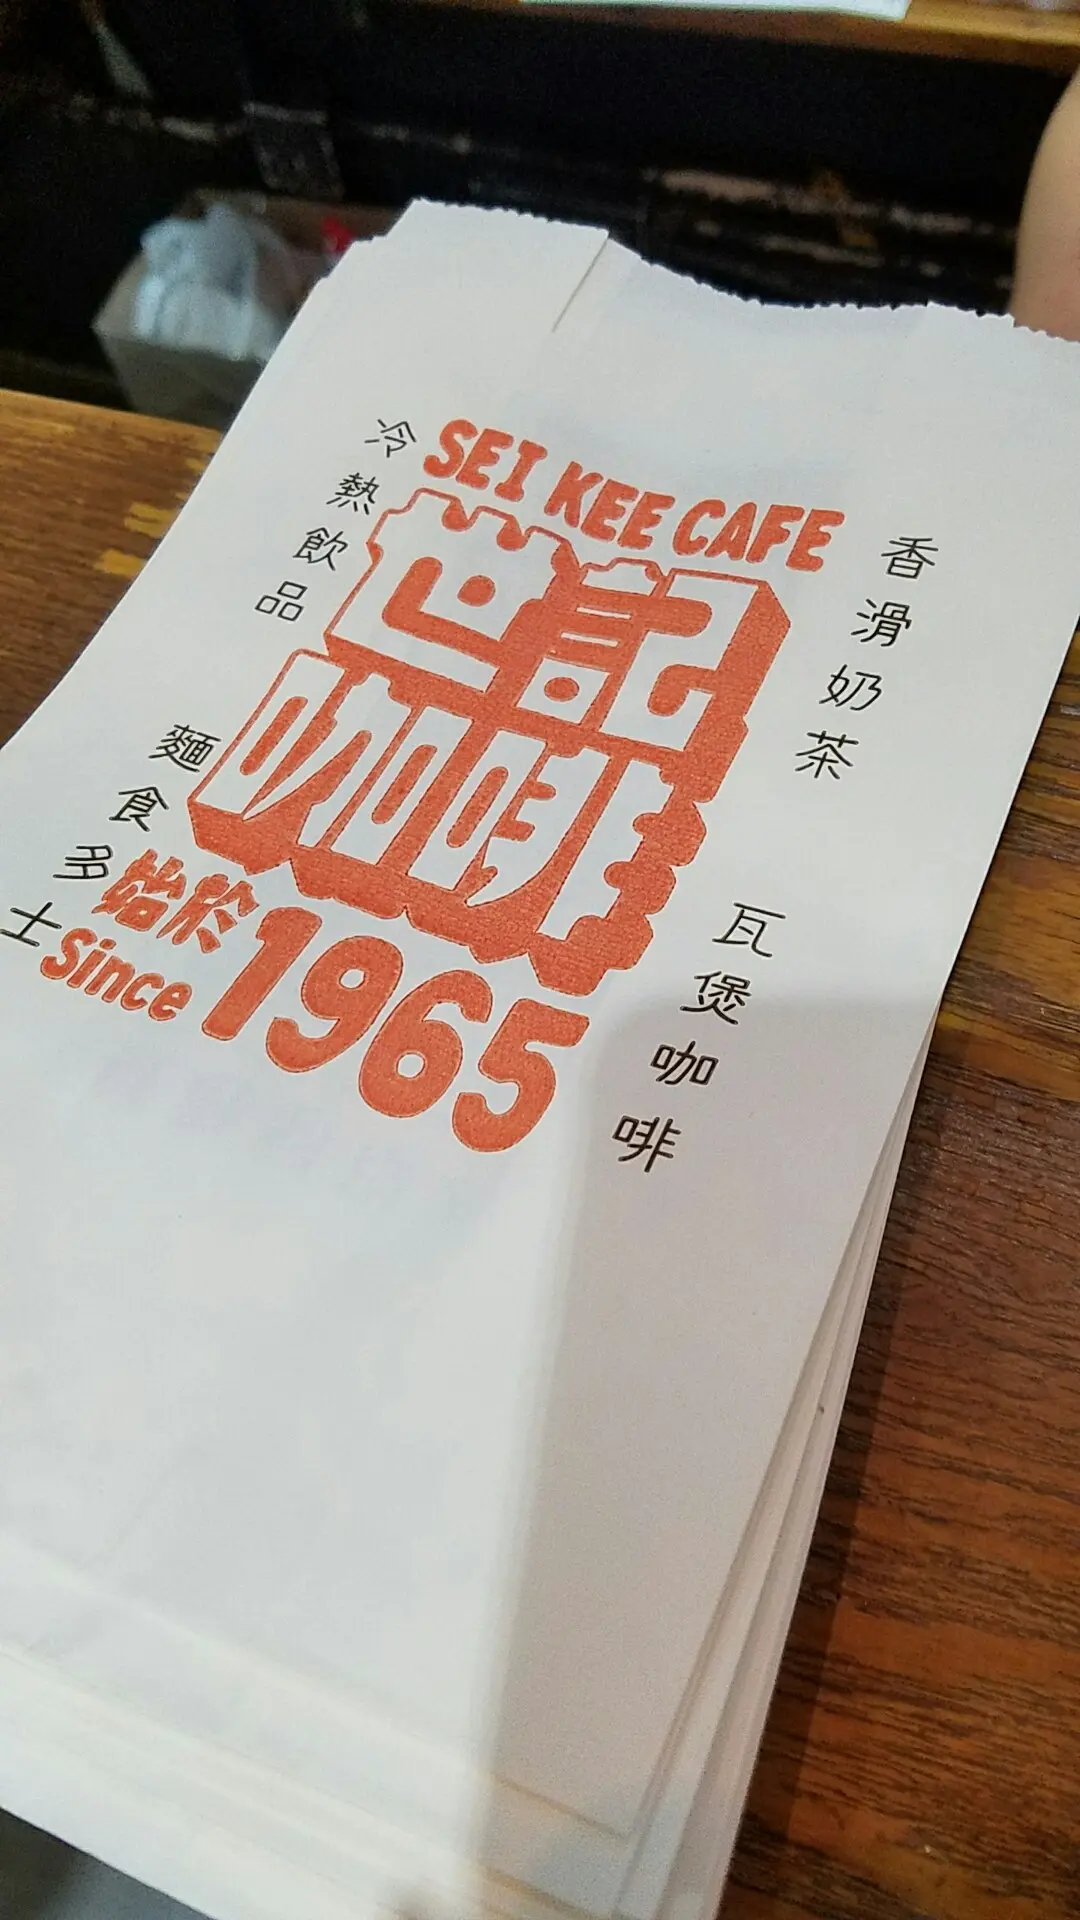 SEI KEE CAFE
世記
咖啡
始於
since 1965
冷熱飲品
麵食多士
香滑奶茶
瓦煲咖啡